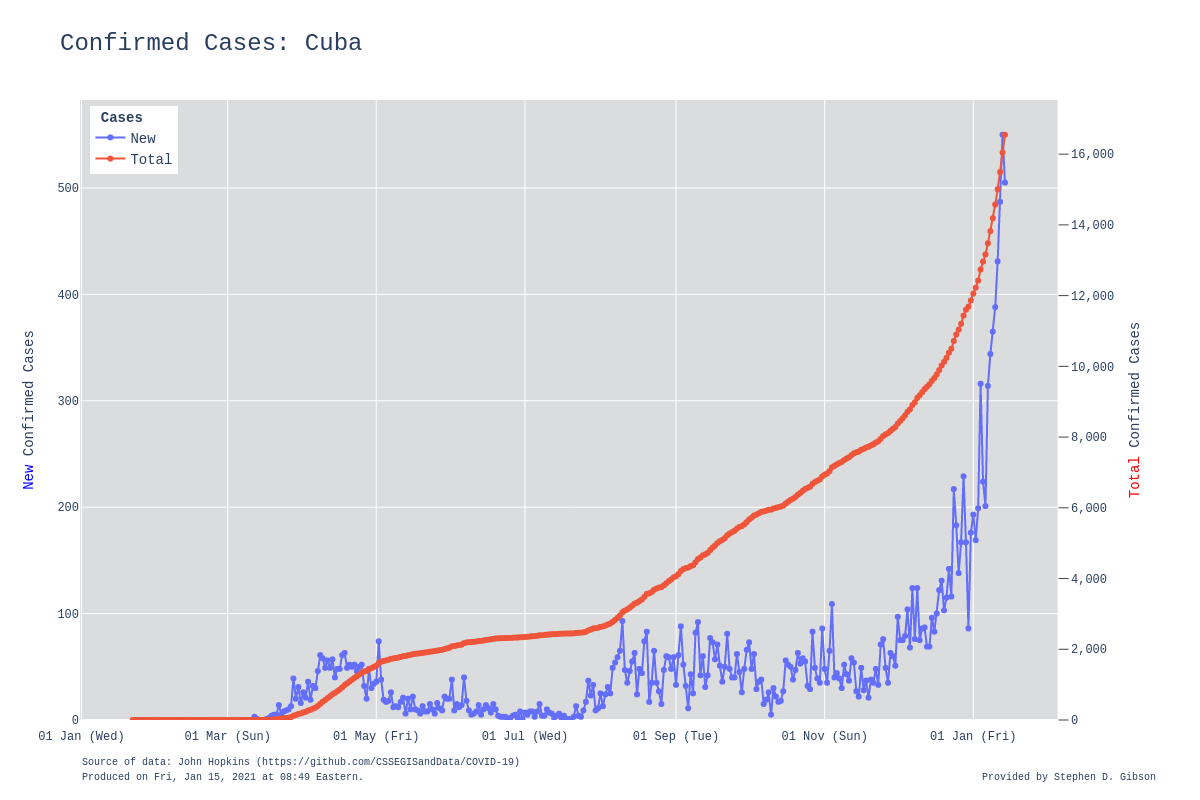 Confirmed Cases: Cuba
Cases
New
Total
500
400
300
200
100
0
16,000
14,000
12,000
10,000
8,000
6,000
4,000
2,000
0
New Confirmed Cases
Total Confirmed Cases
01 Jan (Wed) 01 Mar (Sun) 01 May (Fri) 01 Jul (Wed) 01 Sep (Tue) 01 Nov (Sun) 01 Jan (Fri)
Source of data: John Hopkins (https://github.com/CSSEGISandData/COVID-19)
Produced on Fri, Jan 15, 2021 at 08:49 Eastern.
Provided by Stephen D. Gibson